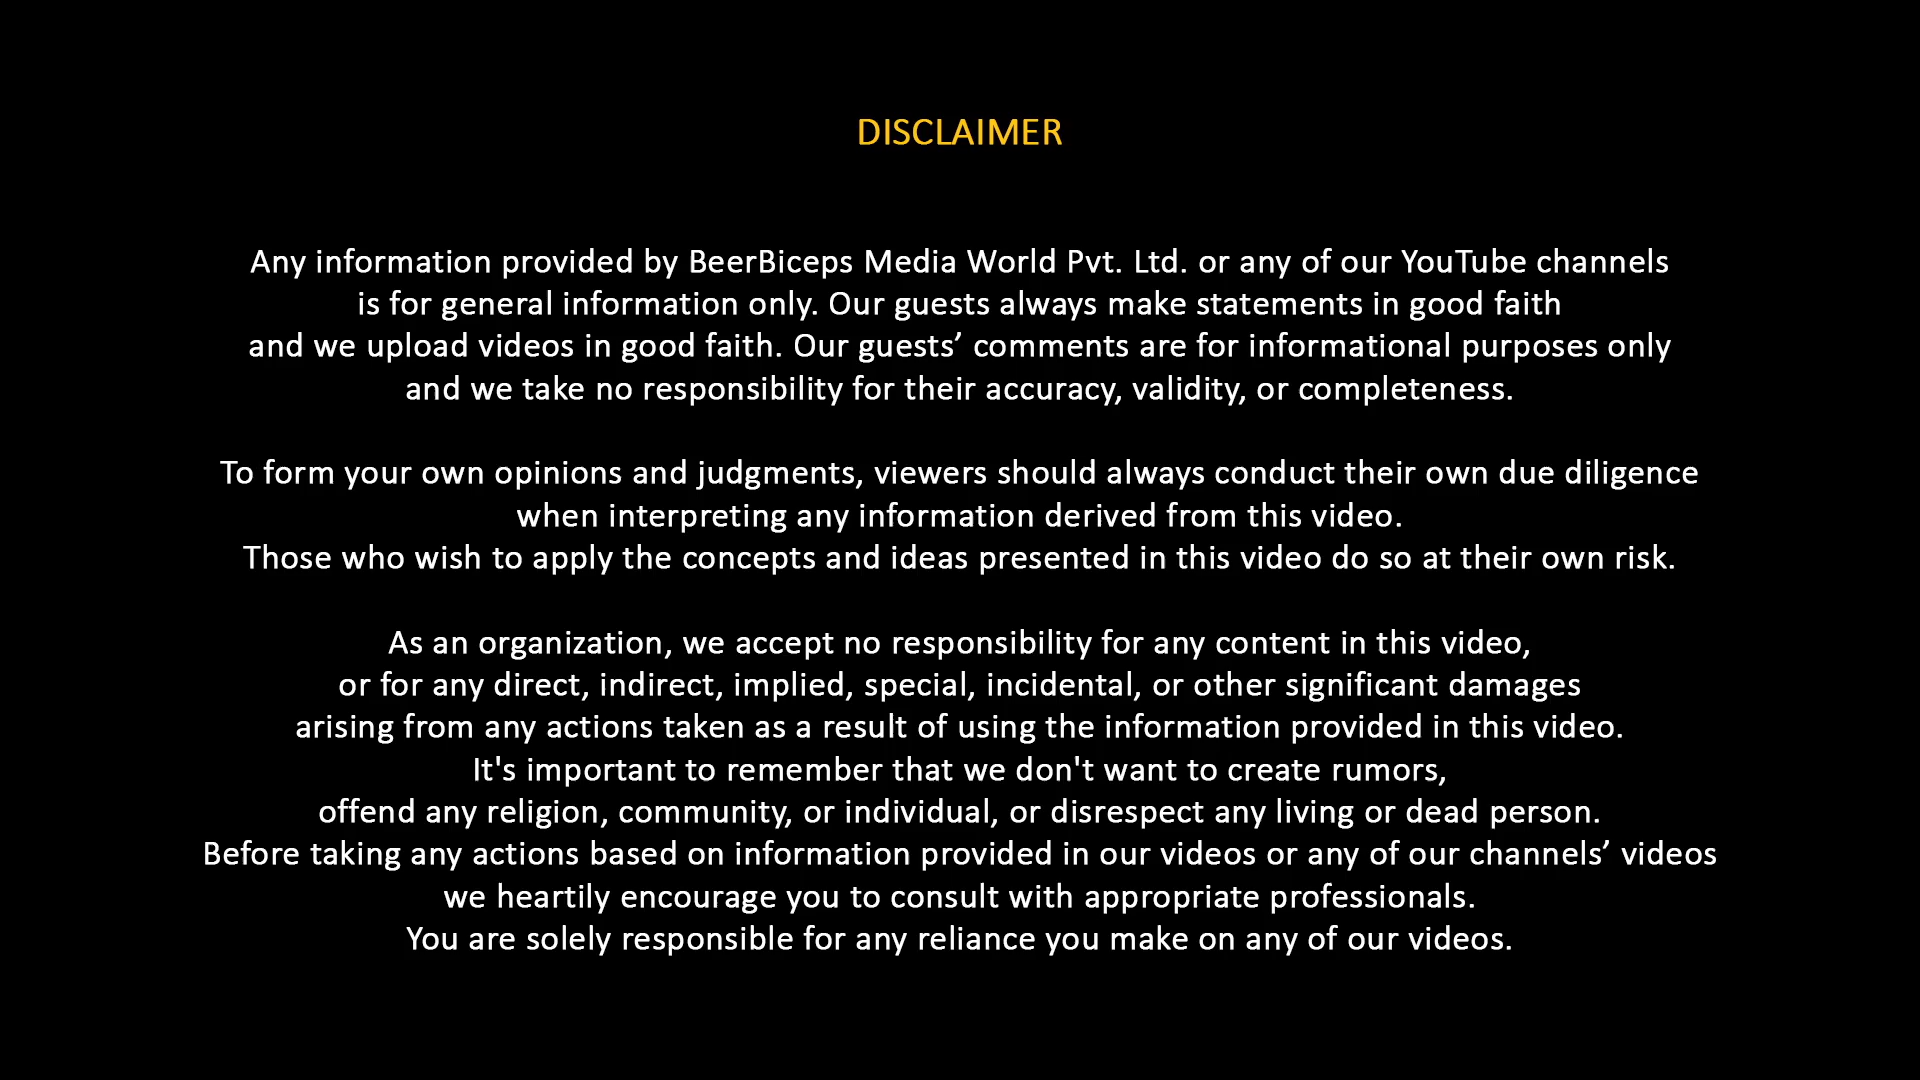 DISCLAIMER
Any information provided by BeerBiceps Media World Pvt. Ltd. or any of our YouTube channels
is for general information only. Our guests always make statements in good faith
and we upload videos in good faith. Our guests’ comments are for informational purposes only
and we take no responsibility for their accuracy, validity, or completeness.
To form your own opinions and judgments, viewers should always conduct their own due diligence
when interpreting any information derived from this video.
Those who wish to apply the concepts and ideas presented in this video do so at their own risk.
As an organization, we accept no responsibility for any content in this video,
or for any direct, indirect, implied, special, incidental, or other significant damages
arising from any actions taken as a result of using the information provided in this video.
It's important to remember that we don't want to create rumors,
offend any religion, community, or individual, or disrespect any living or dead person.
Before taking any actions based on information provided in our videos or any of our channels’ videos
we heartily encourage you to consult with appropriate professionals.
You are solely responsible for any reliance you make on any of our videos.